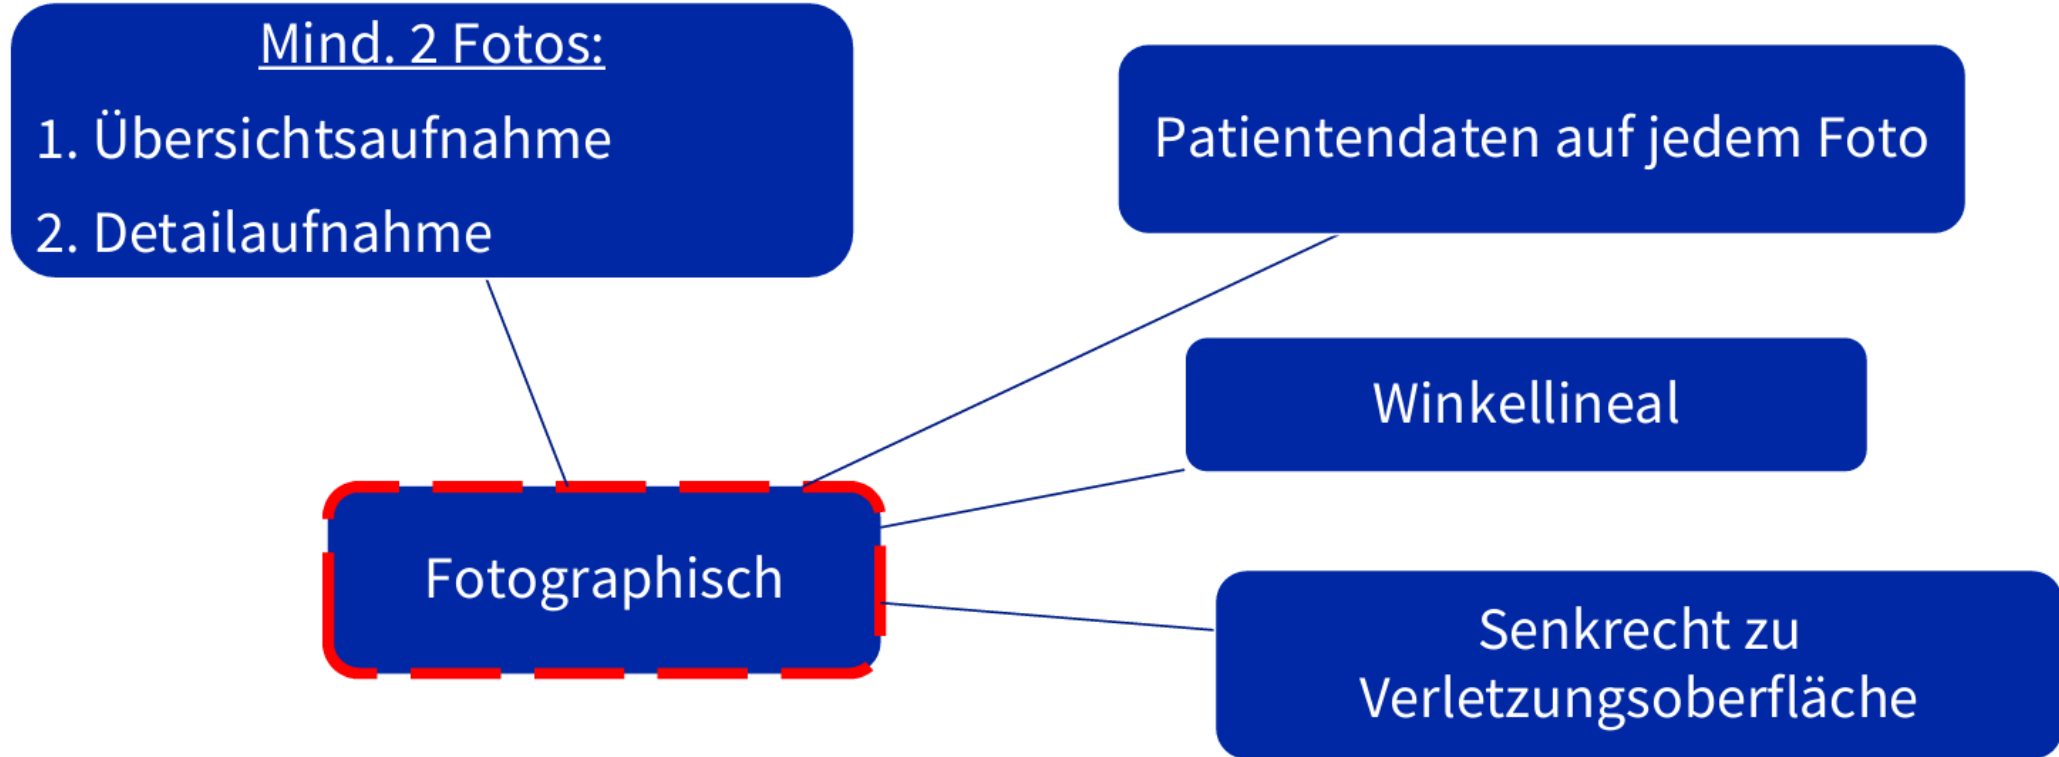 Mind. 2 Fotos:
1. Übersichtsaufnahme
2. Detailaufnahme
Patientendaten auf jedem Foto
Winkellineal
Fotographisch
Senkrecht zu
Verletzungsoberfläche